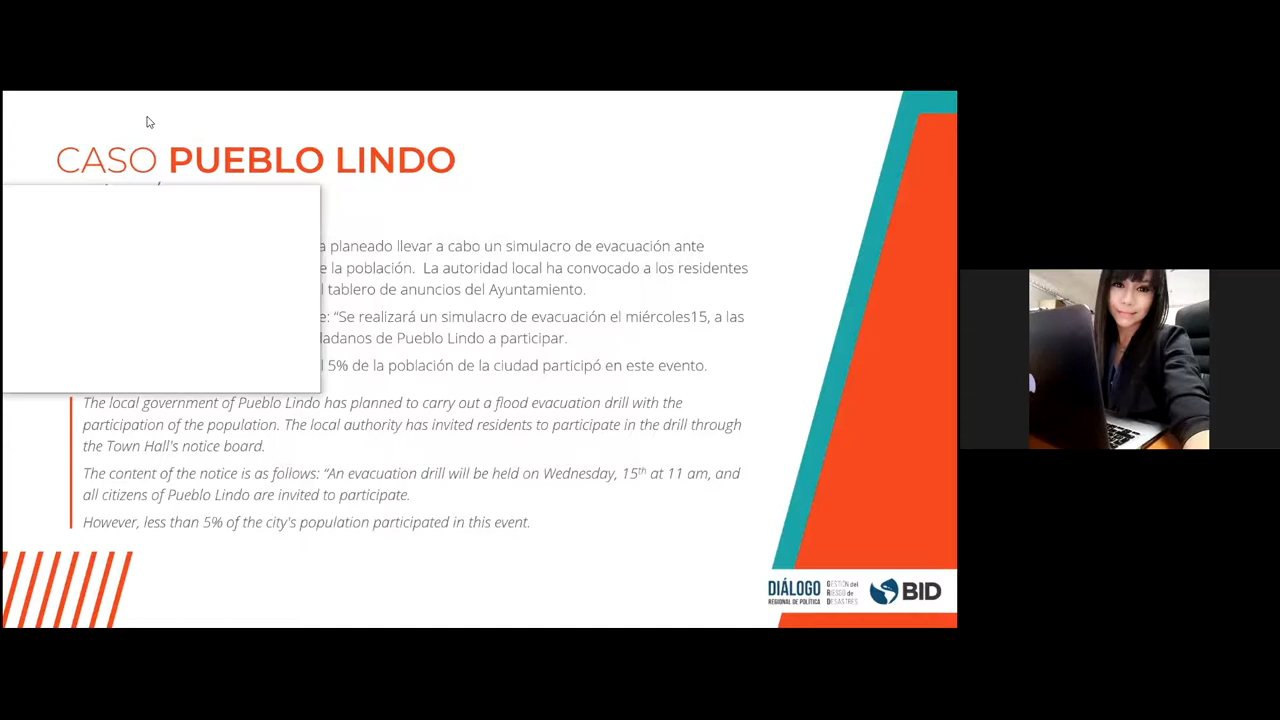 CASO PUEBLO LINDO
planeado llevar a cabo un simulacro de evacuación ante
la población. La autoridad local ha convocado a los residentes
tablero de anuncios del Ayuntamiento.
“Se realizará un simulacro de evacuación el miércoles15, a las
de Pueblo Lindo a participar.
5% de la población de la ciudad participó en este evento.
The local government of Pueblo Lindo has planned to carry out a flood evacuation drill with the
participation of the population. The local authority has invited residents to participate in the drill through
the Town Hall's notice board.
The content of the notice is as follows: “An evacuation drill will be held on Wednesday, 15th at 11 am, and
all citizens of Pueblo Lindo are invited to participate.
However, less than 5% of the city's population participated in this event.
DIÁLOGO
REGIONAL DE POLÍTICA
GESTIÓN del
RIESGO de
DESASTRES
BID